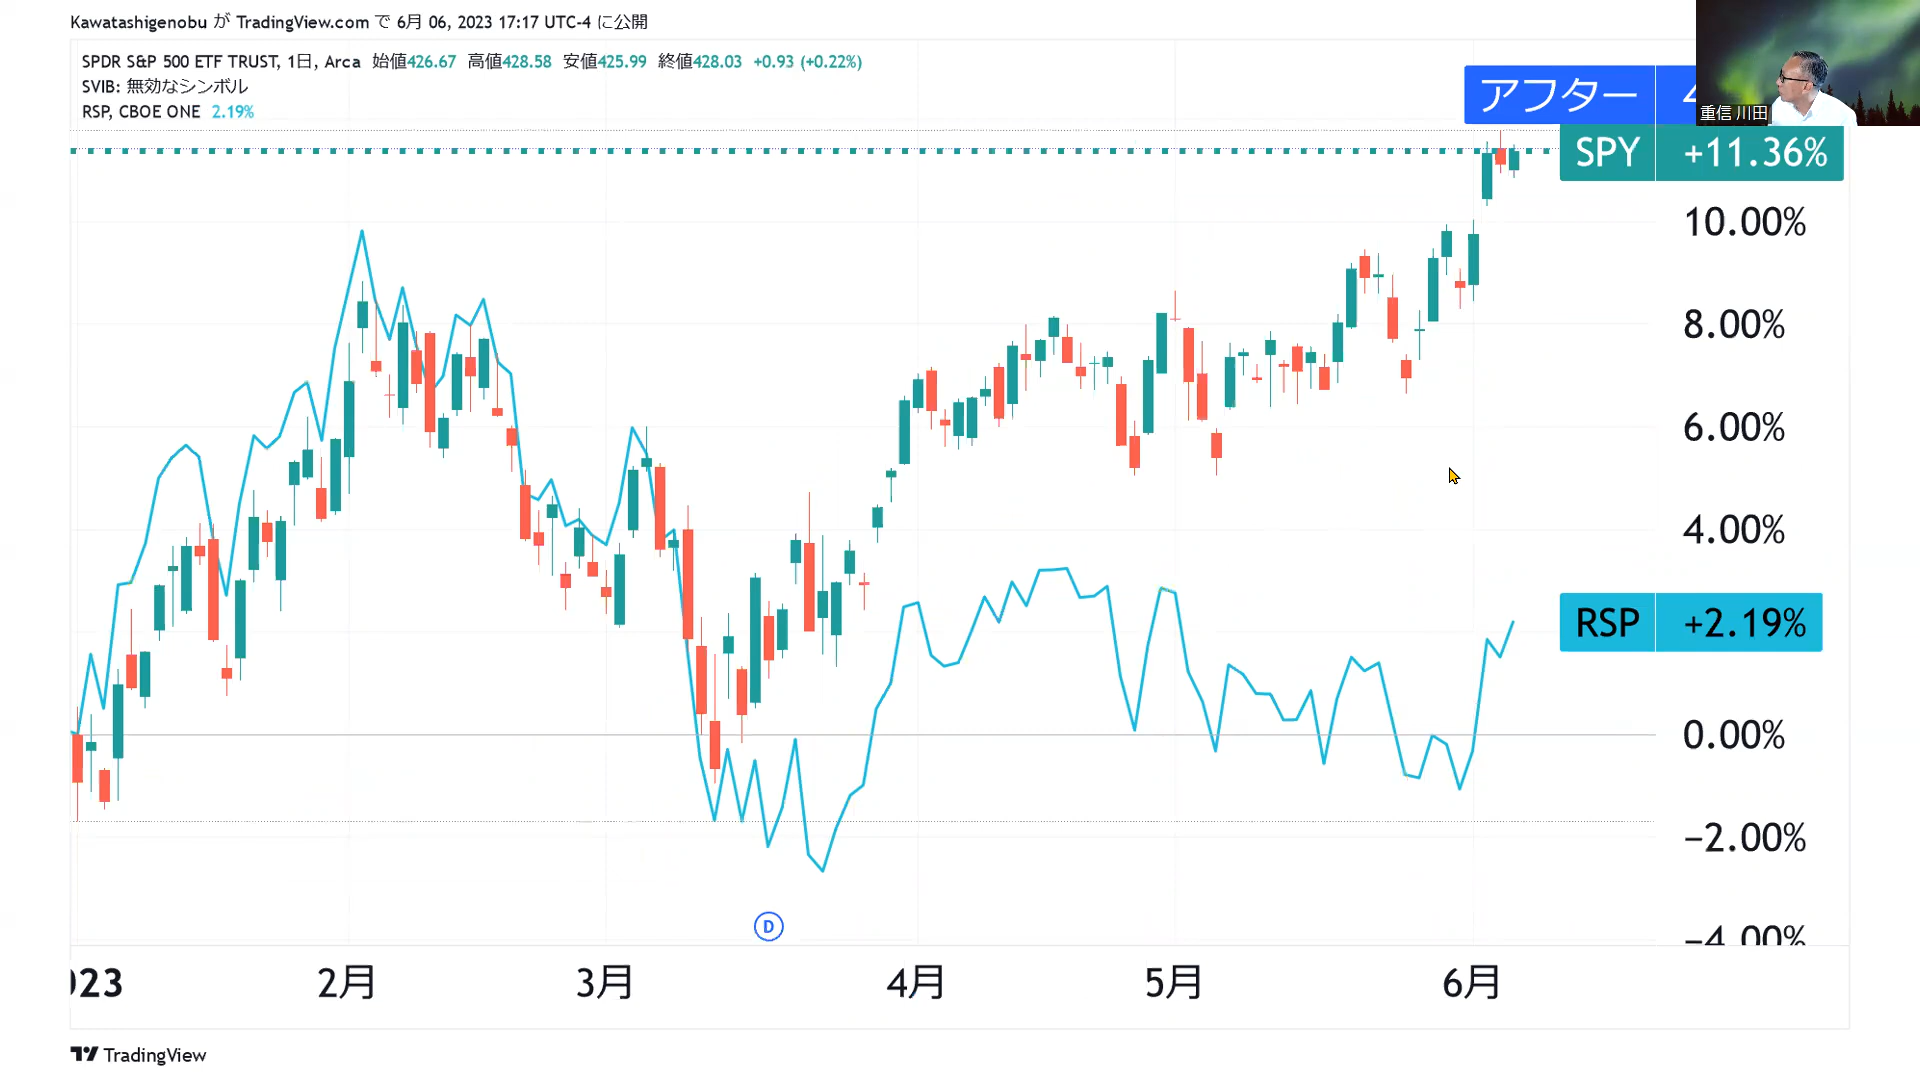 Kawatashigenobu が TradingView.com で 6月 06, 2023 17:17 UTC-4 に公開
SPDR S&P 500 ETF TRUST, 1日, Arca 始値426.67 高値428.58 安値425.99 終値428.03 +0.93 (+0.22%)
SVIB: 無効なシンボル
RSP, CBOE ONE 2.19%
アフター
重信 川田
SPY +11.36%
10.00%
8.00%
6.00%
4.00%
RSP +2.19%
0.00%
−2.00%
−4.00%
D
023 2月 3月 4月 5月 6月
TradingView